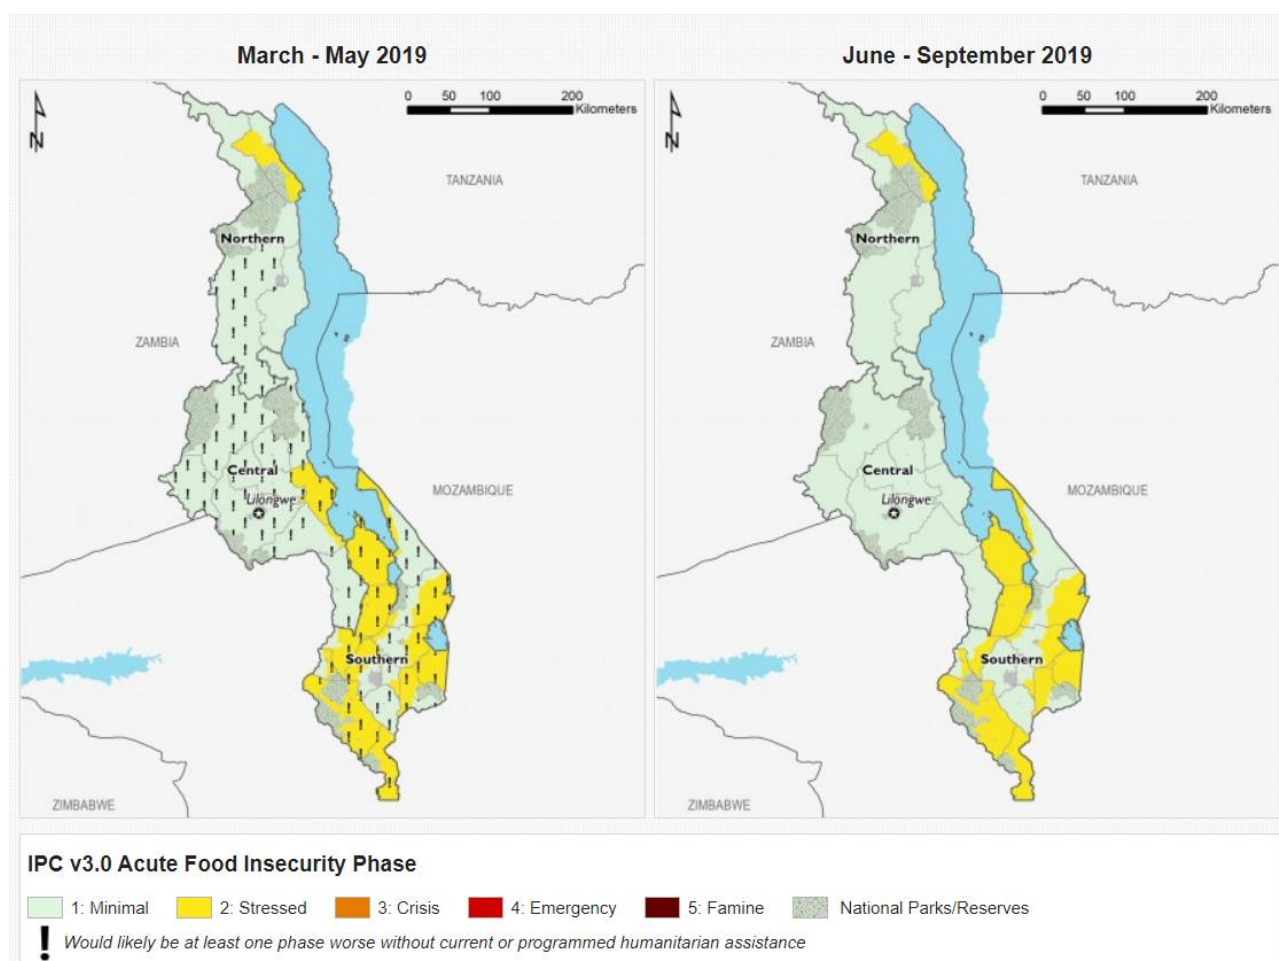 March - May 2019
June - September 2019
0 50 100 200
Kilometers
N
TANZANIA
Northern
ZAMBIA
Central
Lilongwe
MOZAMBIQUE
Southern
ZIMBABWE
0 50 100 200
Kilometers
N
TANZANIA
Northern
ZAMBIA
Central
Lilongwe
MOZAMBIQUE
Southern
ZIMBABWE
IPC v3.0 Acute Food Insecurity Phase
1: Minimal 2: Stressed 3: Crisis 4: Emergency 5: Famine National Parks/Reserves
! Would likely be at least one phase worse without current or programmed humanitarian assistance